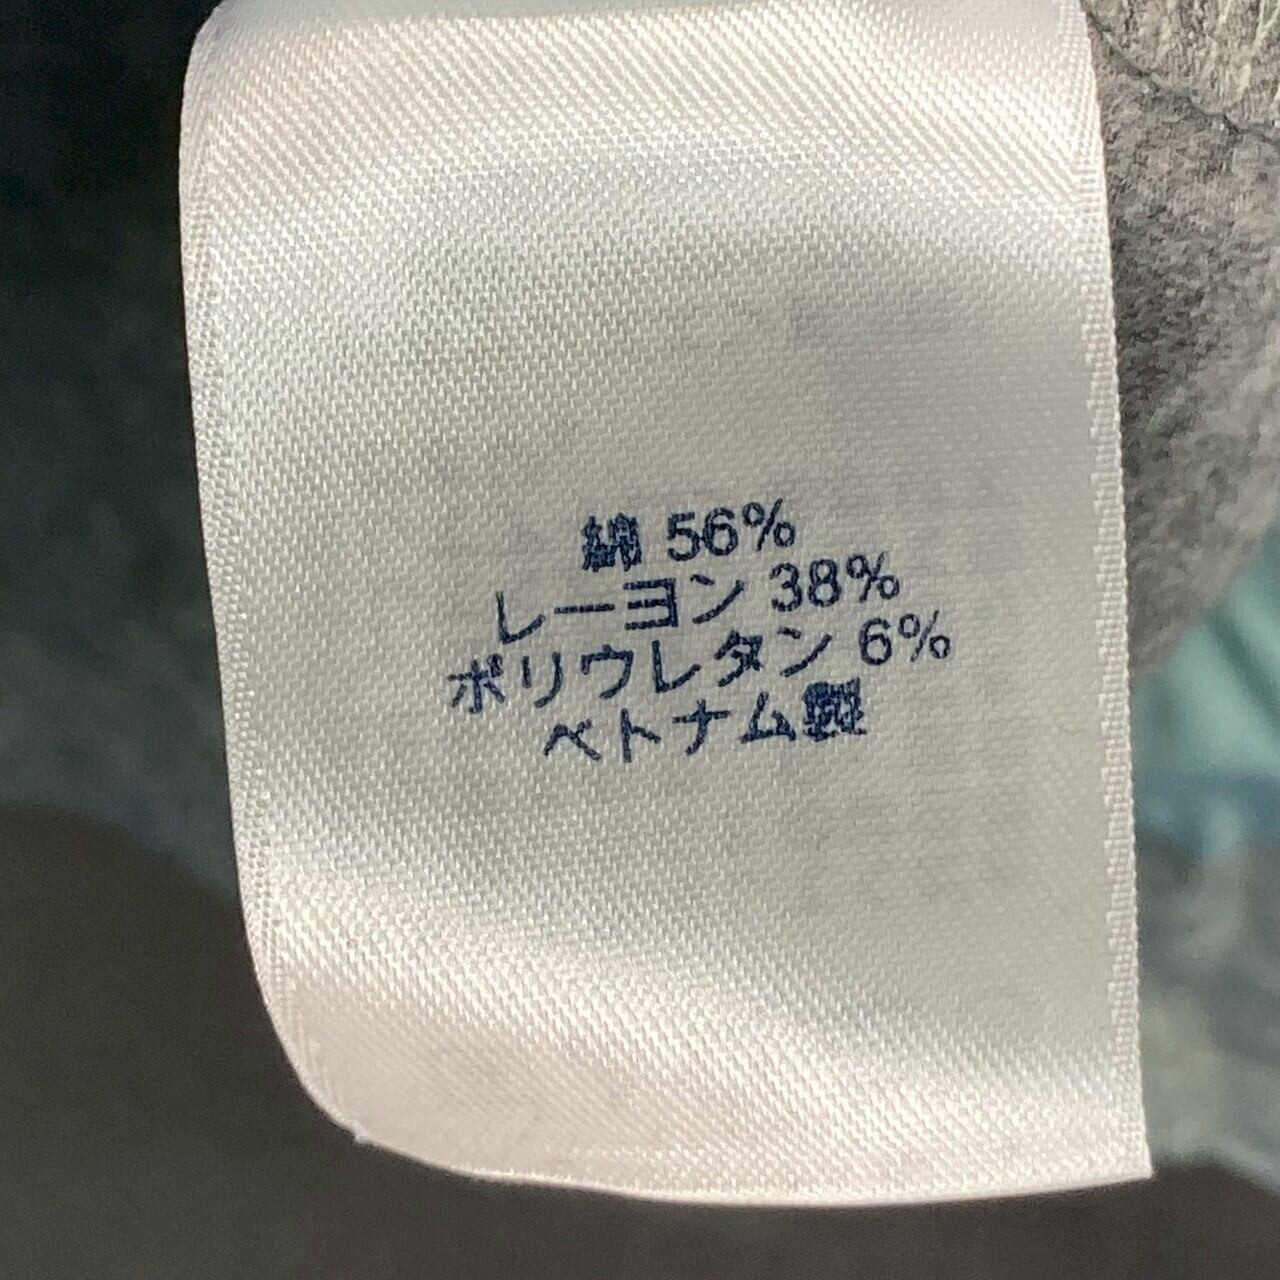 綿 56%
レーヨン 38%
ポリウレタン 6%
ベトナム製